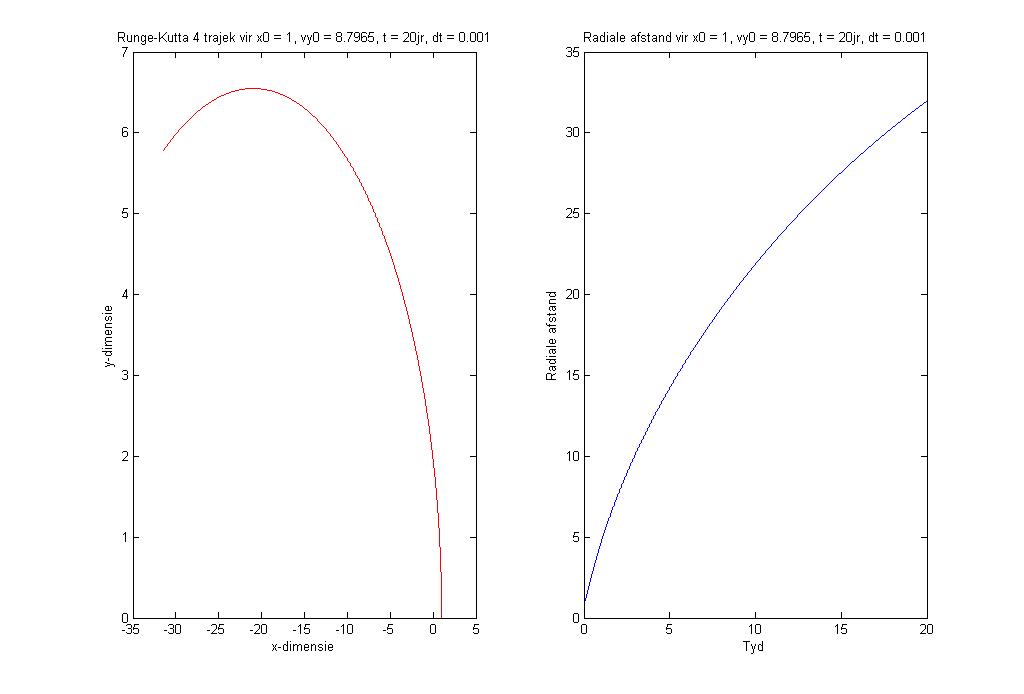 Runge-Kutta 4 trajek vir x0 = 1, vy0 = 8.7965, t = 20jr, dt = 0.001
7
6
5
4
3
2
1
0
y-dimensie
-35 -30 -25 -20 -15 -10 -5 0 5
x-dimensie
Radiale afstand vir x0 = 1, vy0 = 8.7965, t = 20jr, dt = 0.001
35
30
25
20
15
10
5
0
Radiale afstand
0 5 10 15 20
Tyd